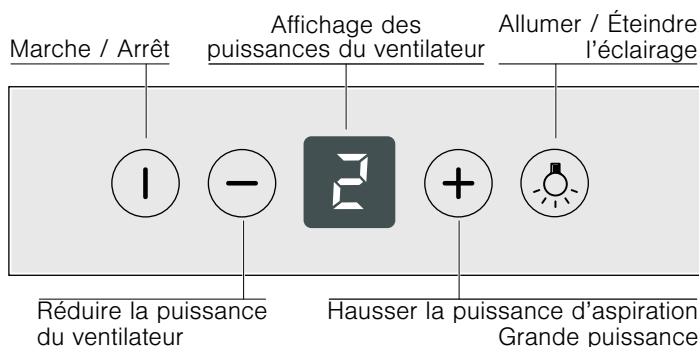 Marche / Arrêt
Affichage des
puissances du ventilateur
Allumer / Éteindre
l'éclairage
2
Réduire la puissance
du ventilateur
Hausser la puissance d'aspiration
Grande puissance